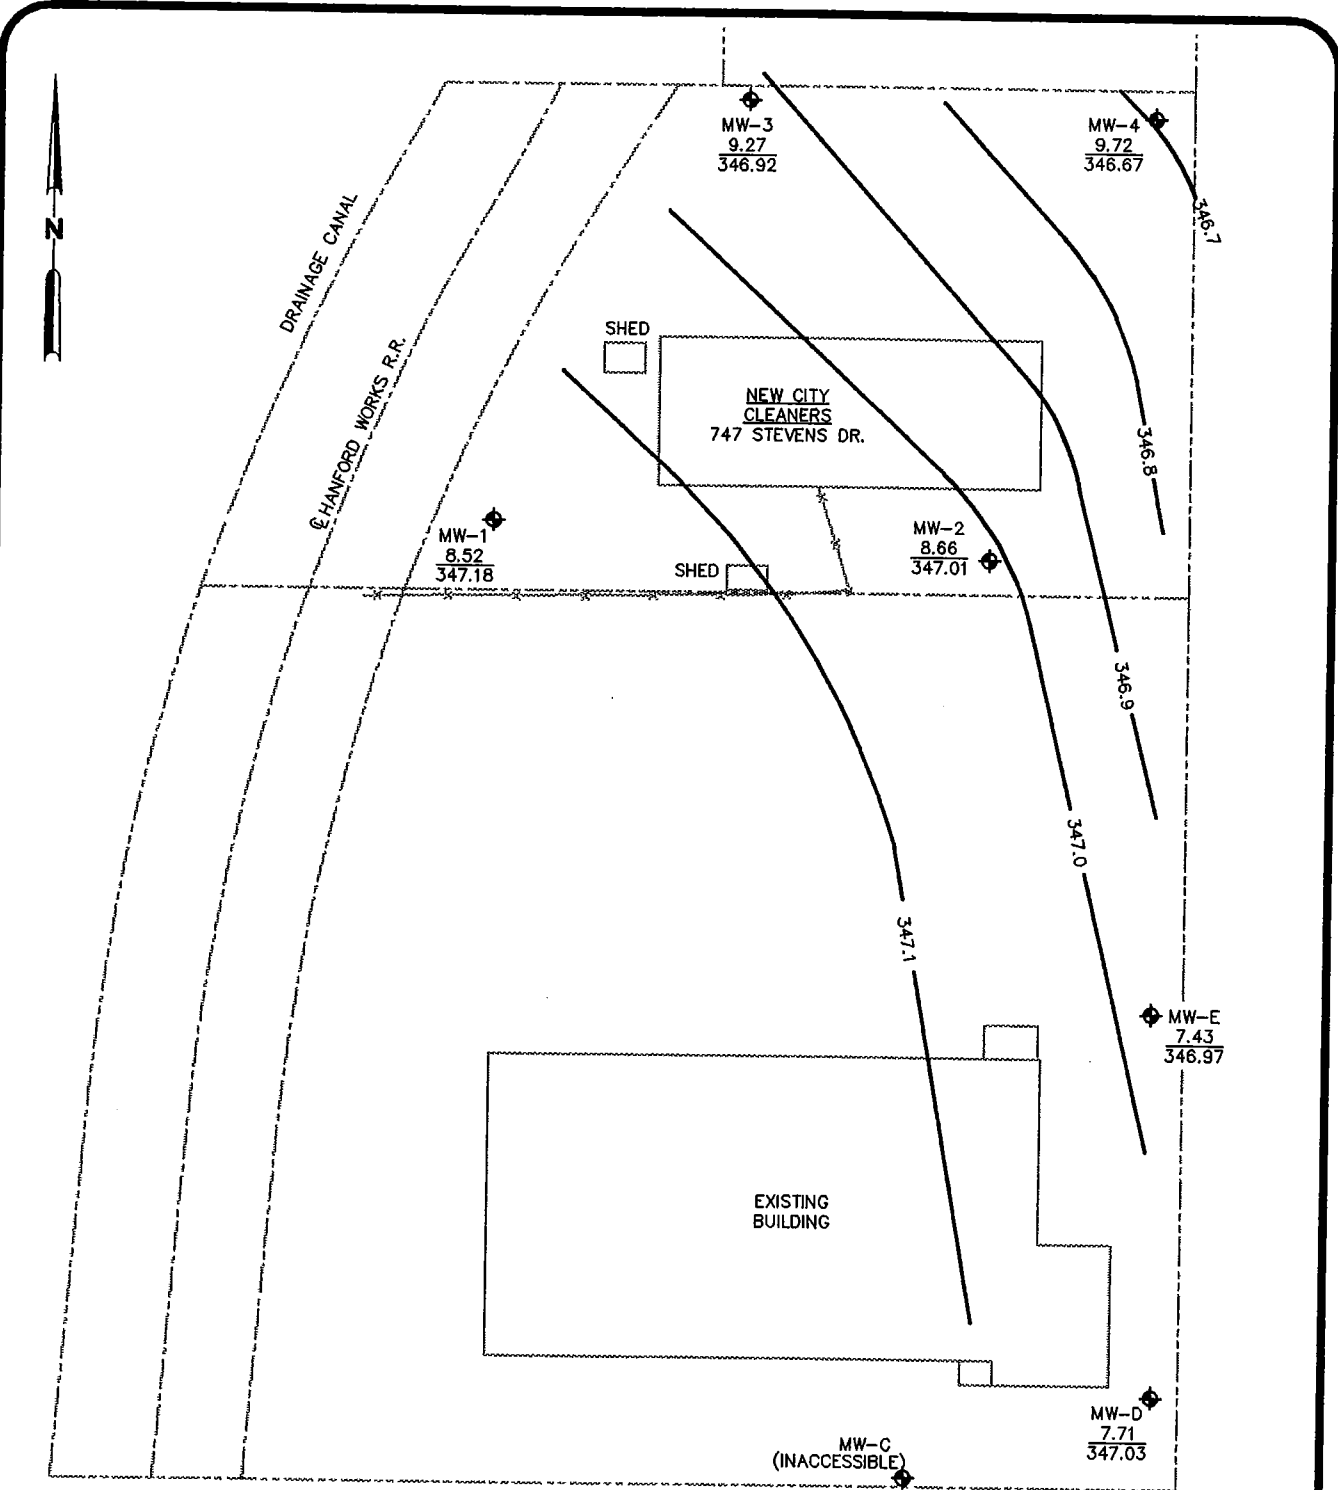 MW-3
9.27
346.92
MW-4
9.72
346.67
346.7
N
DRAINAGE CANAL
℄ HANFORD WORKS R.R.
SHED
NEW CITY
CLEANERS
747 STEVENS DR.
346.8
MW-1
8.52
347.18
MW-2
8.66
347.01
SHED
346.9
347.0
347.1
MW-E
7.43
346.97
EXISTING
BUILDING
MW-D
7.71
347.03
MW-C
(INACCESSIBLE)